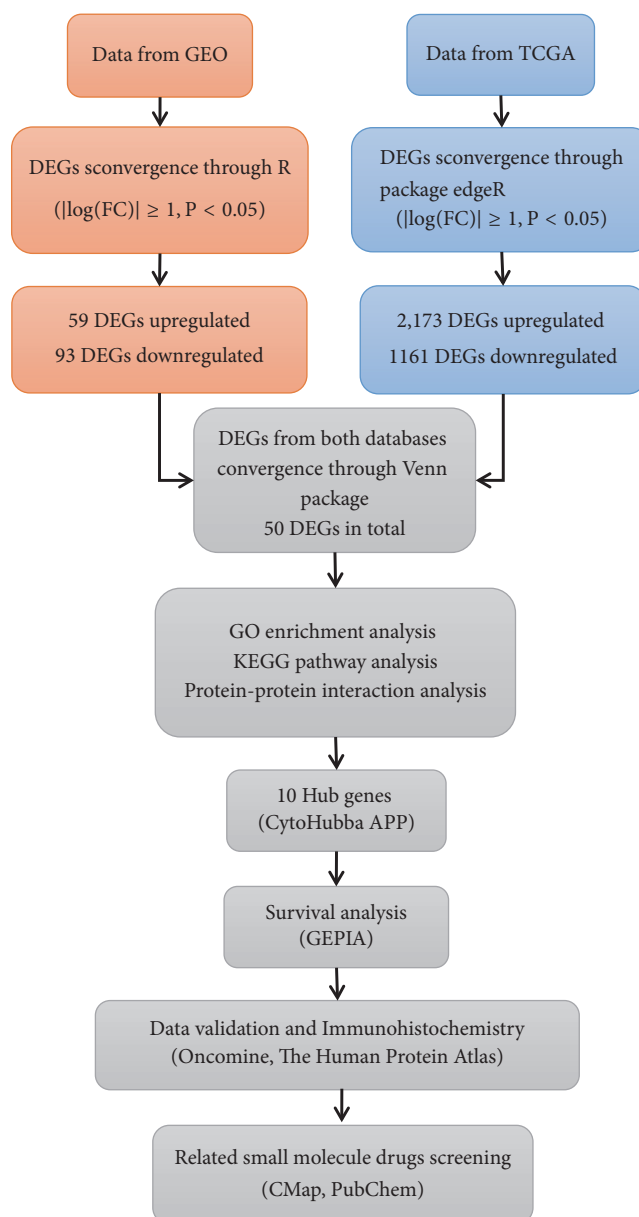 Data from GEO
Data from TCGA
DEGs sconvergence through R
(|log(FC)| ≥ 1, P < 0.05)
DEGs sconvergence through
package edgeR
(|log(FC)| ≥ 1, P < 0.05)
59 DEGs upregulated
93 DEGs downregulated
2,173 DEGs upregulated
1161 DEGs downregulated
DEGs from both databases
convergence through Venn
package
50 DEGs in total
GO enrichment analysis
KEGG pathway analysis
Protein-protein interaction analysis
10 Hub genes
(CytoHubba APP)
Survival analysis
(GEPIA)
Data validation and Immunohistochemistry
(Oncomine, The Human Protein Atlas)
Related small molecule drugs screening
(CMap, PubChem)